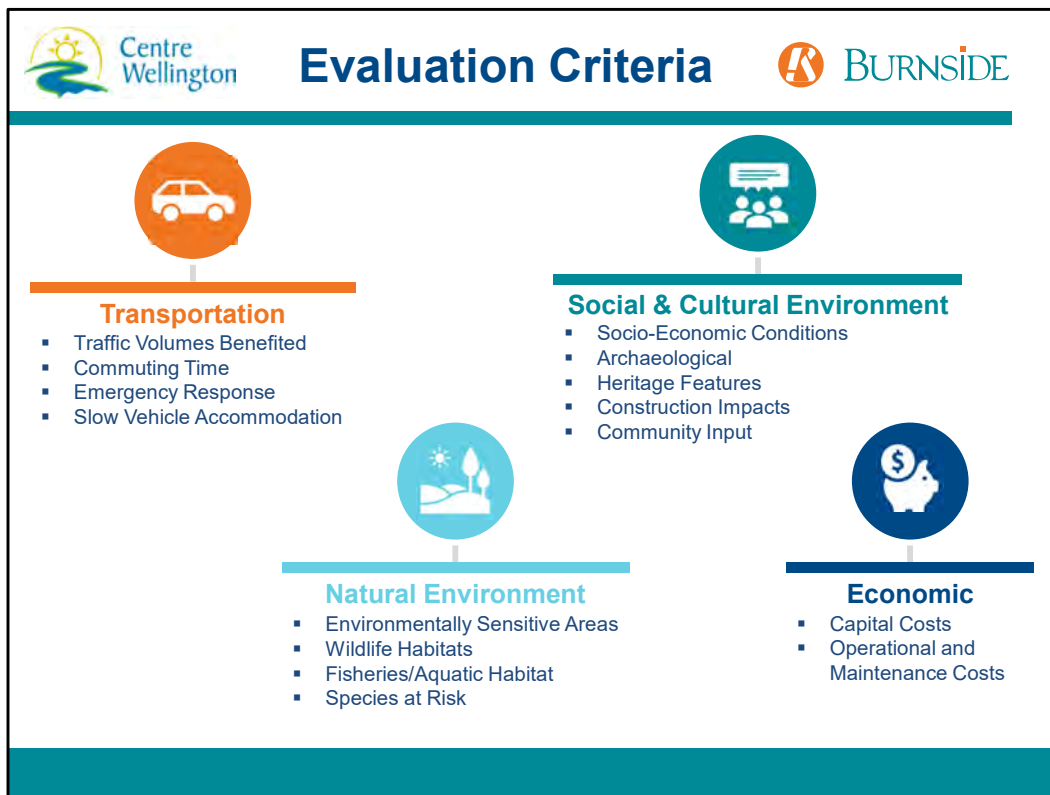 Centre
Wellington
Evaluation Criteria
BURNSIDE
Transportation
▪ Traffic Volumes Benefited
▪ Commuting Time
▪ Emergency Response
▪ Slow Vehicle Accommodation
Social & Cultural Environment
▪ Socio-Economic Conditions
▪ Archaeological
▪ Heritage Features
▪ Construction Impacts
▪ Community Input
Natural Environment
▪ Environmentally Sensitive Areas
▪ Wildlife Habitats
▪ Fisheries/Aquatic Habitat
▪ Species at Risk
$
Economic
▪ Capital Costs
▪ Operational and
Maintenance Costs